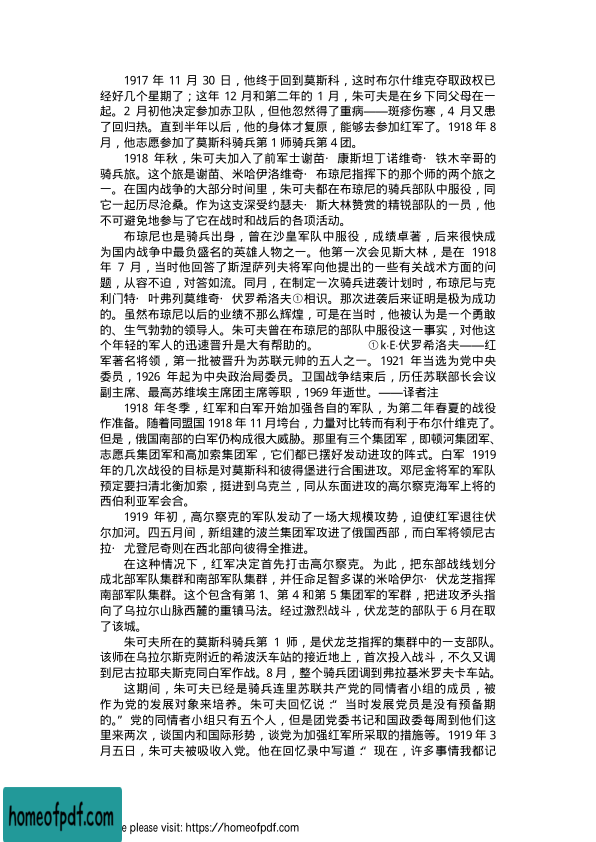 1917 年 11 月 30 日，他终于回到莫斯科，这时布尔什维克夺取政权已
经好几个星期了；这年 12 月和第二年的 1 月，朱可夫是在乡下同父母在一
起。2 月初他决定参加赤卫队，但他忽然得了重病——斑疹伤寒，4 月又患
了回归热。直到半年以后，他的身体才复原，能够去参加红军了。1918 年 8
月，他志愿参加了莫斯科骑兵第 1 师骑兵第 4 团。
1918 年秋，朱可夫加入了前军士谢苗·康斯坦丁诺维奇·铁木辛哥的
骑兵旅。这个旅是谢苗、米哈伊洛维奇·布琼尼指挥下的那个师的两个旅之
一。在国内战争的大部分时间里，朱可夫都在布琼尼的骑兵部队中服役，同
它一起历尽沧桑。作为这支深受约瑟夫·斯大林赞赏的精锐部队的一员，他
不可避免地参与了它在战时和战后的各项活动。
布琼尼也是骑兵出身，曾在沙皇军队中服役，成绩卓著，后来很快成
为国内战争中最负盛名的英雄人物之一。他第一次会见斯大林，是在 1918
年 7 月，当时他回答了斯涅萨列夫将军向他提出的一些有关战术方面的问
题，从容不迫，对答如流。同月，在制定一次骑兵进袭计划时，布琼尼与克
利门特·叶弗列莫维奇·伏罗希洛夫①相识。那次进袭后来证明是极为成功
的。虽然布琼尼以后的业绩不那么辉煌，可是在当时，他被认为是一个勇敢
的、生气勃勃的领导人。朱可夫曾在布琼尼的部队中服役这一事实，对他这
个年轻的军人的迅速晋升是大有帮助的。 ①k·E·伏罗希洛夫——红
军著名将领，第一批被晋升为苏联元帅的五人之一。1921 年当选为党中央
委员，1926 年起为中央政治局委员。卫国战争结束后，历任苏联部长会议
副主席、最高苏维埃主席团主席等职，1969 年逝世。——译者注
1918 年冬季，红军和白军开始加强各自的军队，为第二年春夏的战役
作准备。随着同盟国 1918 年 11 月垮台，力量对比转而有利于布尔什维克了。
但是，俄国南部的白军仍构成很大威胁。那里有三个集团军，即顿河集团军、
志愿兵集团军和高加索集团军，它们都已摆好发动进攻的阵式。白军 1919
年的几次战役的目标是对莫斯科和彼得堡进行合围进攻。邓尼金将军的军队
预定要扫清北衡加索，挺进到乌克兰，同从东面进攻的高尔察克海军上将的
西伯利亚军会合。
1919 年初，高尔察克的军队发动了一场大规模攻势，迫使红军退往伏
尔加河。四五月间，新组建的波兰集团军攻进了俄国西部，而白军将领尼古
拉·尤登尼奇则在西北部向彼得全推进。
在这种情况下，红军决定首先打击高尔察克。为此，把东部战线划分
成北部军队集群和南部军队集群，并任命足智多谋的米哈伊尔·伏龙芝指挥
南部军队集群。这个包含有第 1、第 4 和第 5 集团军的军群，把进攻矛头指
向了乌拉尔山脉西麓的重镇马法。经过激烈战斗，伏龙芝的部队于 6 月在取
了该城。
朱可夫所在的莫斯科骑兵第 1 师，是伏龙芝指挥的集群中的一支部队。
该师在乌拉尔斯克附近的希波沃车站的接近地上，首次投入战斗，不久又调
到尼古拉耶夫斯克同白军作战。8 月，整个骑兵团调到弗拉基米罗夫卡车站。
这期间，朱可夫已经是骑兵连里苏联共产党的同情者小组的成员，被
作为党的发展对象来培养。朱可夫回忆说：“当时发展党员是没有预备期
的。”党的同情者小组只有五个人，但是团党委书记和国政委每周到他们这
里来两次，谈国内和国际形势，谈党为加强红军所采取的措施等。1919 年 3
月五日，朱可夫被吸收入党。他在回忆录中写道：“现在，许多事情我都记
homeofpdf.com
e please visit: https://homeofpdf.com